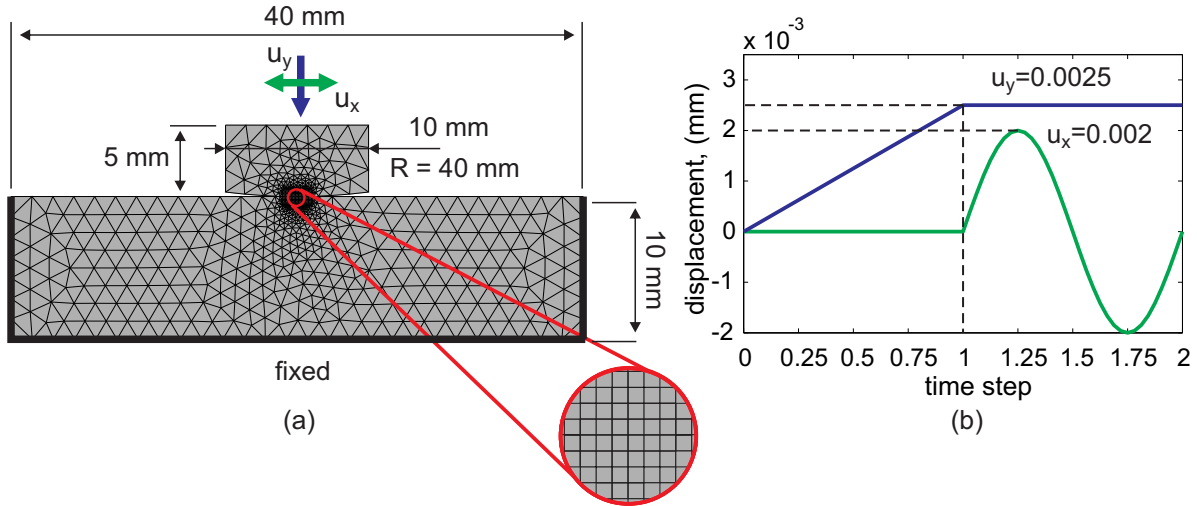 40 mm
u_y
u_x
5 mm
10 mm
R = 40 mm
10 mm
fixed
(a)
x 10^-3
3
2
1
0
-1
-2
displacement, (mm)
u_y=0.0025
u_x=0.002
0 0.25 0.5 0.75 1 1.25 1.5 1.75 2
time step
(b)